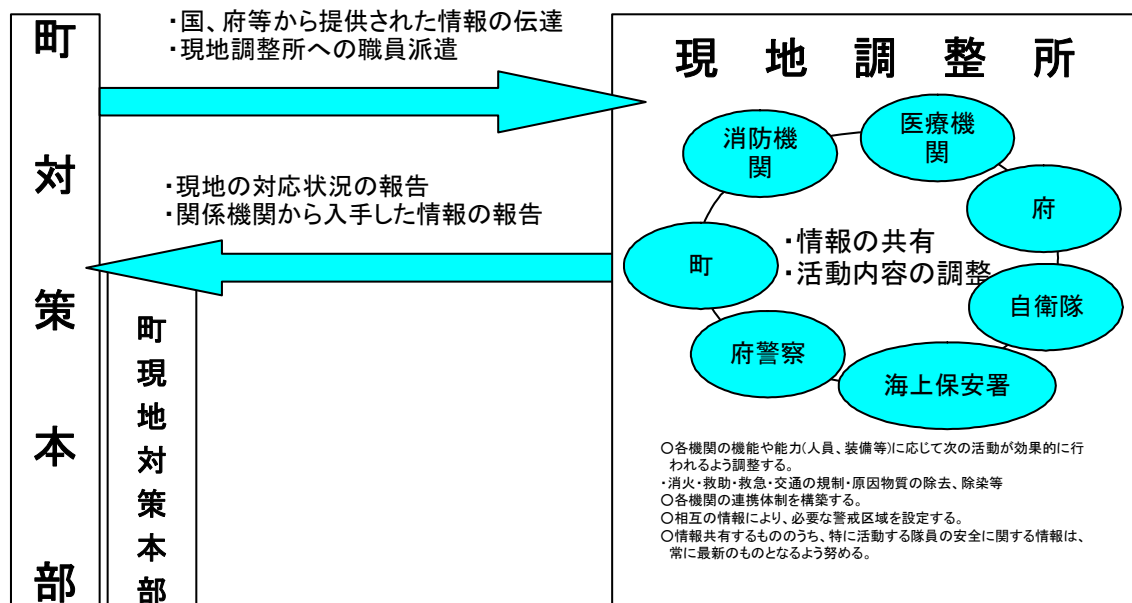 町対策本部
・国、府等から提供された情報の伝達
・現地調整所への職員派遣
・現地の対応状況の報告
・関係機関から入手した情報の報告
町現地対策本部
現地調整所
消防機
関
医療機
関
府
町
・情報の共有
・活動内容の調整
自衛隊
府警察
海上保安署
○各機関の機能や能力(人員、装備等)に応じて次の活動が効果的に行
われるよう調整する。
・消火・救助・救急・交通の規制・原因物質の除去、除染等
○各機関の連携体制を構築する。
○相互の情報により、必要な警戒区域を設定する。
○情報共有するもののうち、特に活動する隊員の安全に関する情報は、
常に最新のものとなるよう努める。